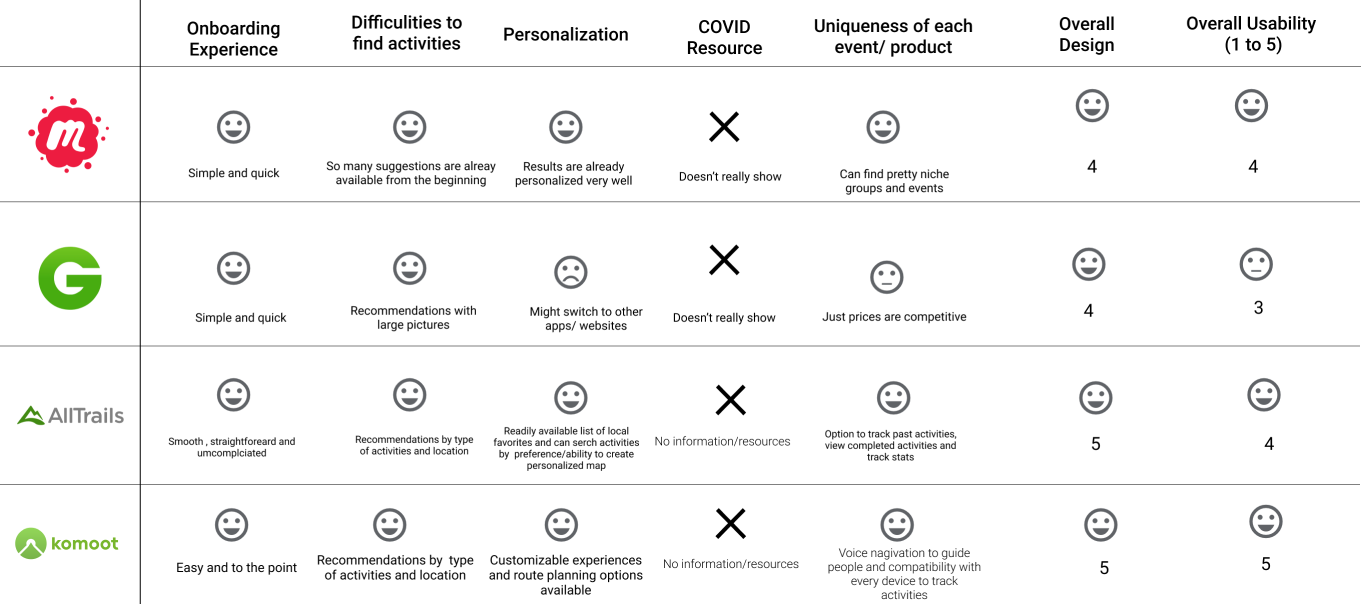 Onboarding
Experience
Difficulities to
find activities
Personalization
COVID
Resource
Uniqueness of each
event/ product
Overall
Design
Overall Usability
(1 to 5)
m
Simple and quick
So many suggestions are alreay
available from the beginning
Results are already
personalized very well
Doesn't really show
Can find pretty niche
groups and events
4
4
G
Simple and quick
Recommendations with
large pictures
Might switch to other
apps/ websites
Doesn't really show
Just prices are competitive
4
3
AllTrails
Smooth , straightforeard and
umcomplciated
Recommendations by type
of activities and location
Readily available list of local
favorites and can serch activities
by preference/ability to create
personalized map
No information/resources
Option to track past activities,
view completed activities and
track stats
5
4
komoot
Easy and to the point
Recommendations by type
of activities and location
Customizable experiences
and route planning options
available
No information/resources
Voice nagivation to guide
people and compatibility with
every device to track
activities
5
5